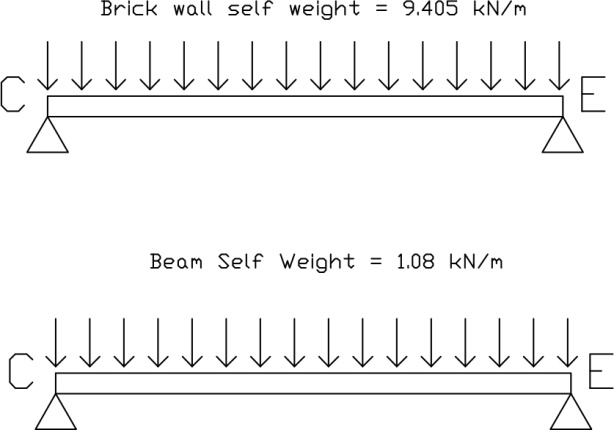 Brick wall self weight = 9.405 kN/m
C E
Beam Self Weight = 1.08 kN/m
C E